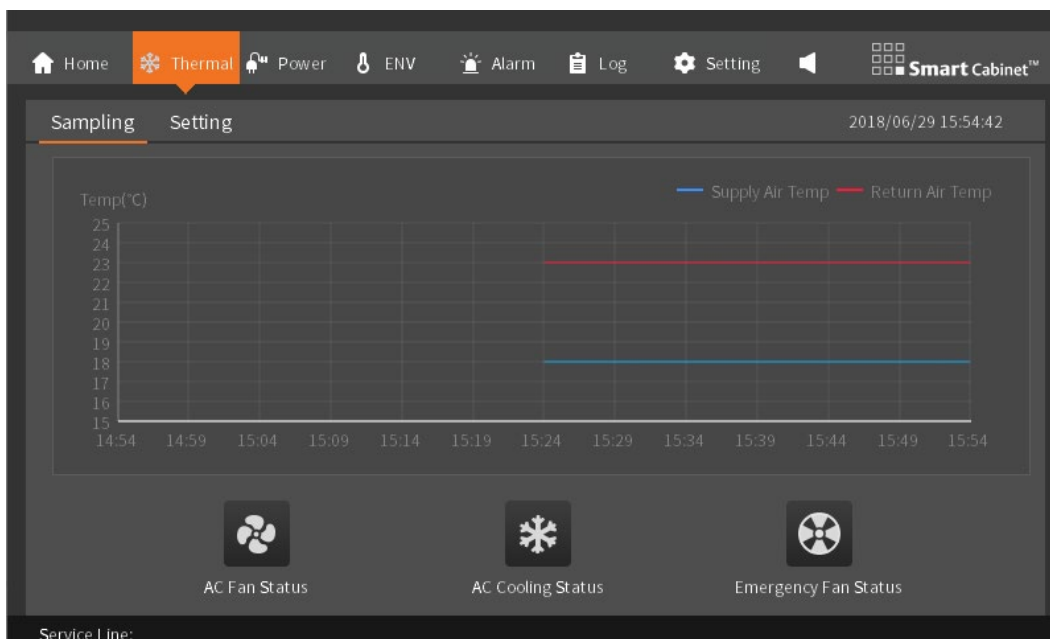 Home Thermal Power ENV Alarm Log Setting Smart Cabinet™
Sampling Setting 2018/06/29 15:54:42
Temp(℃) Supply Air Temp Return Air Temp
25
24
23
22
21
20
19
18
17
16
15
14:54 14:59 15:04 15:09 15:14 15:19 15:24 15:29 15:34 15:39 15:44 15:49 15:54
AC Fan Status AC Cooling Status Emergency Fan Status
Service Line: